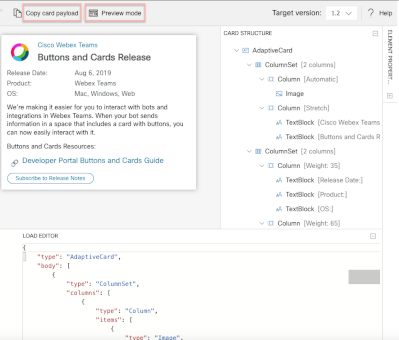 Copy card payload
Preview mode
Target version:
1.2
? Help
Cisco Webex Teams
Buttons and Cards Release
Release Date: Aug 6, 2019
Product: Webex Teams
OS: Mac, Windows, Web
We're making it easier for you to interact with bots and
integrations in Webex Teams. When your bot sends
information in a space that includes a card with buttons, you
can now easily interact with it.
Buttons and Cards Resources:
Developer Portal Buttons and Cards Guide
Subscribe to Release Notes
CARD STRUCTURE
AdaptiveCard
ColumnSet [2 columns]
Column [Automatic]
Image
Column [Stretch]
TextBlock [Cisco Webex Teams
TextBlock [Buttons and Cards R
ColumnSet [2 columns]
Column [Weight: 35]
TextBlock [Release Date:]
TextBlock [Product:]
TextBlock [OS:]
Column [Weight: 65]
ELEMENT PROPERT...
LOAD EDITOR
{
"type": "AdaptiveCard",
"body": [
{
"type": "ColumnSet",
"columns": [
{
"type": "Column",
"items": [
{
"type": "Image",